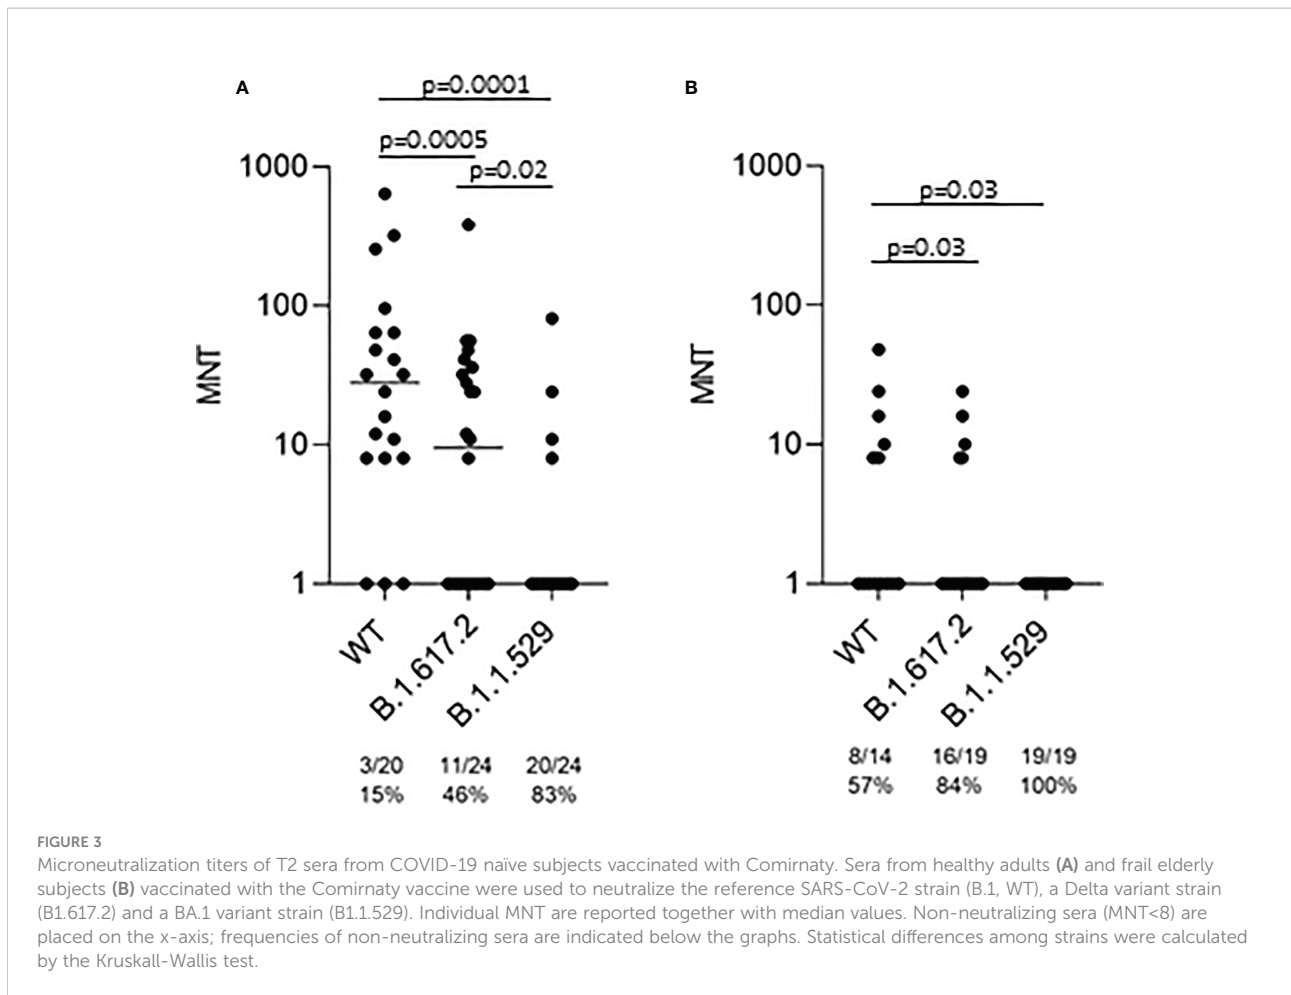 A
p=0.0001
p=0.0005
p=0.02
1000
100
10
1
MNT
WT
B.1.617.2
B.1.1.529
3/20 11/24 20/24
15% 46% 83%
B
p=0.03
p=0.03
1000
100
10
1
MNT
WT
B.1.617.2
B.1.1.529
8/14 16/19 19/19
57% 84% 100%
FIGURE 3
Microneutralization titers of T2 sera from COVID-19 naïve subjects vaccinated with Comirnaty. Sera from healthy adults (A) and frail elderly
subjects (B) vaccinated with the Comirnaty vaccine were used to neutralize the reference SARS-CoV-2 strain (B.1, WT), a Delta variant strain
(B1.617.2) and a BA.1 variant strain (B1.1.529). Individual MNT are reported together with median values. Non-neutralizing sera (MNT<8) are
placed on the x-axis; frequencies of non-neutralizing sera are indicated below the graphs. Statistical differences among strains were calculated
by the Kruskall-Wallis test.